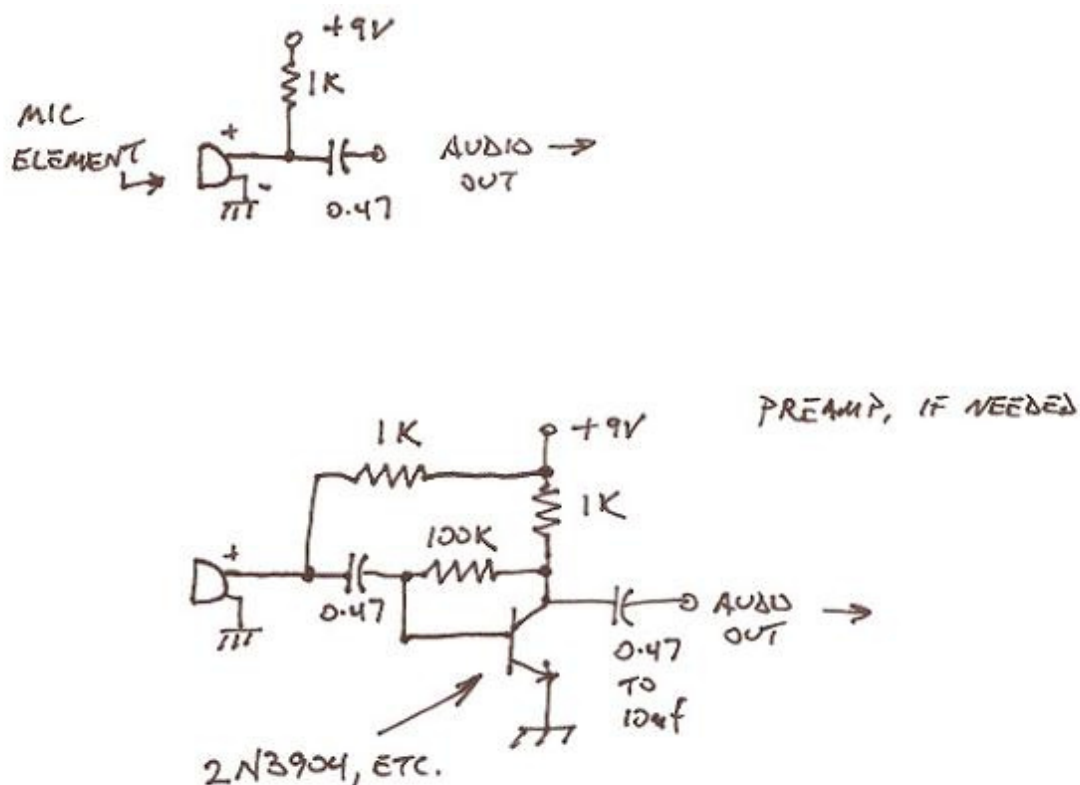 +9V
1K
MIC
ELEMENT
+
-
0.47
AUDIO
OUT
PREAMP, IF NEEDED
1K
+9V
1K
100K
+
0.47
AUDIO
OUT
0.47
TO
10uf
2N3904, ETC.